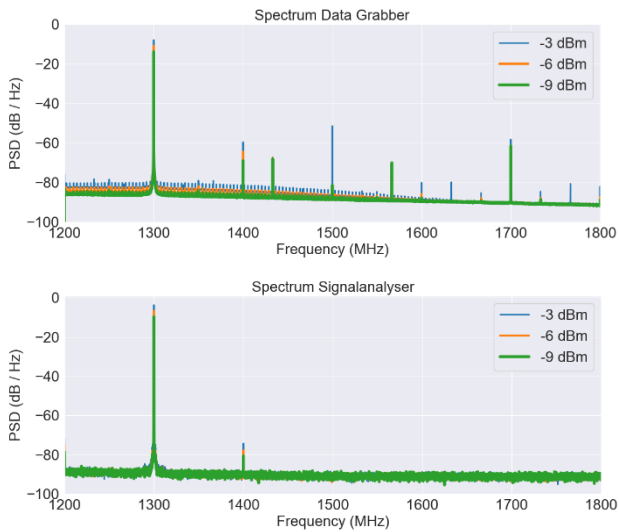 Spectrum Data Grabber
0
−20
−40
−60
−80
−100
PSD (dB / Hz)
-3 dBm
-6 dBm
-9 dBm
1200 1300 1400 1500 1600 1700 1800
Frequency (MHz)
Spectrum Signalanalyser
0
−20
−40
−60
−80
−100
PSD (dB / Hz)
-3 dBm
-6 dBm
-9 dBm
1200 1300 1400 1500 1600 1700 1800
Frequency (MHz)